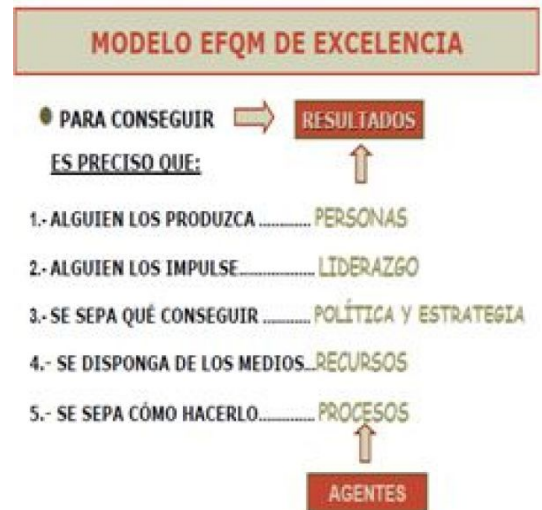 MODELO EFQM DE EXCELENCIA
PARA CONSEGUIR RESULTADOS
ES PRECISO QUE:
1.- ALGUIEN LOS PRODUZCA ............ PERSONAS
2.- ALGUIEN LOS IMPULSE.................. LIDERAZGO
3.- SE SEPA QUÉ CONSEGUIR ........... POLÍTICA Y ESTRATEGIA
4.- SE DISPONGA DE LOS MEDIOS...RECURSOS
5.- SE SEPA CÓMO HACERLO............. PROCESOS
AGENTES